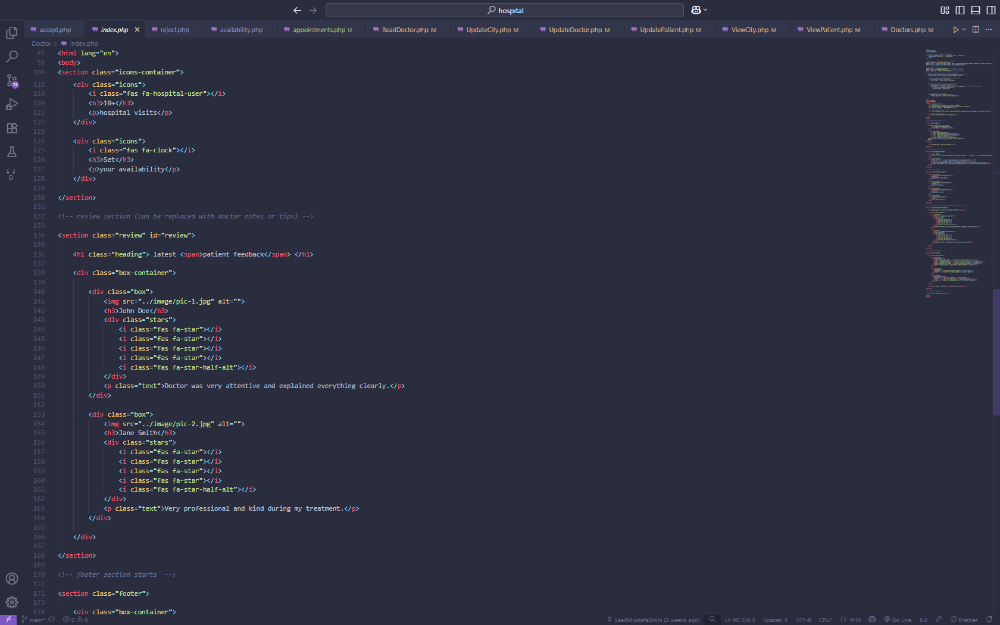 hospital
accept.php
index.php
reject.php
availability.php
appointments.php U
ReadDoctor.php M
UpdateCity.php M
UpdateDoctor.php M
UpdatePatient.php M
ViewCity.php M
ViewPatient.php M
Doctors.php M
Doctor > index.php
45 <html lang="en">
59 <body>
104 <section class="icons-container">
118 <div class="icons">
119 <i class="fas fa-hospital-user"></i>
120 <h3>10+</h3>
121 <p>hospital visits</p>
122 </div>
123
124 <div class="icons">
125 <i class="fas fa-clock"></i>
126 <h3>Set</h3>
127 <p>your availability</p>
128 </div>
129
130 </section>
131
132 <!-- review section (can be replaced with doctor notes or tips) -->
133
134 <section class="review" id="review">
135
136 <h1 class="heading"> latest <span>patient feedback</span> </h1>
137
138 <div class="box-container">
139
140 <div class="box">
141 <img src="../image/pic-1.jpg" alt="">
142 <h3>John Doe</h3>
143 <div class="stars">
144 <i class="fas fa-star"></i>
145 <i class="fas fa-star"></i>
146 <i class="fas fa-star"></i>
147 <i class="fas fa-star"></i>
148 <i class="fas fa-star-half-alt"></i>
149 </div>
150 <p class="text">Doctor was very attentive and explained everything clearly.</p>
151 </div>
152
153 <div class="box">
154 <img src="../image/pic-2.jpg" alt="">
155 <h3>Jane Smith</h3>
156 <div class="stars">
157 <i class="fas fa-star"></i>
158 <i class="fas fa-star"></i>
159 <i class="fas fa-star"></i>
160 <i class="fas fa-star"></i>
161 <i class="fas fa-star-half-alt"></i>
162 </div>
163 <p class="text">Very professional and kind during my treatment.</p>
164 </div>
165
166 </div>
167
168 </section>
169
170 <!-- footer section starts  -->
171
172 <section class="footer">
173
174 <div class="box-container">
13
main* 0 0 SaadMustafaBrohi (2 weeks ago) Ln 60, Col 5 Spaces: 4 UTF-8 CRLF {} PHP Go Live 8.4 Prettier